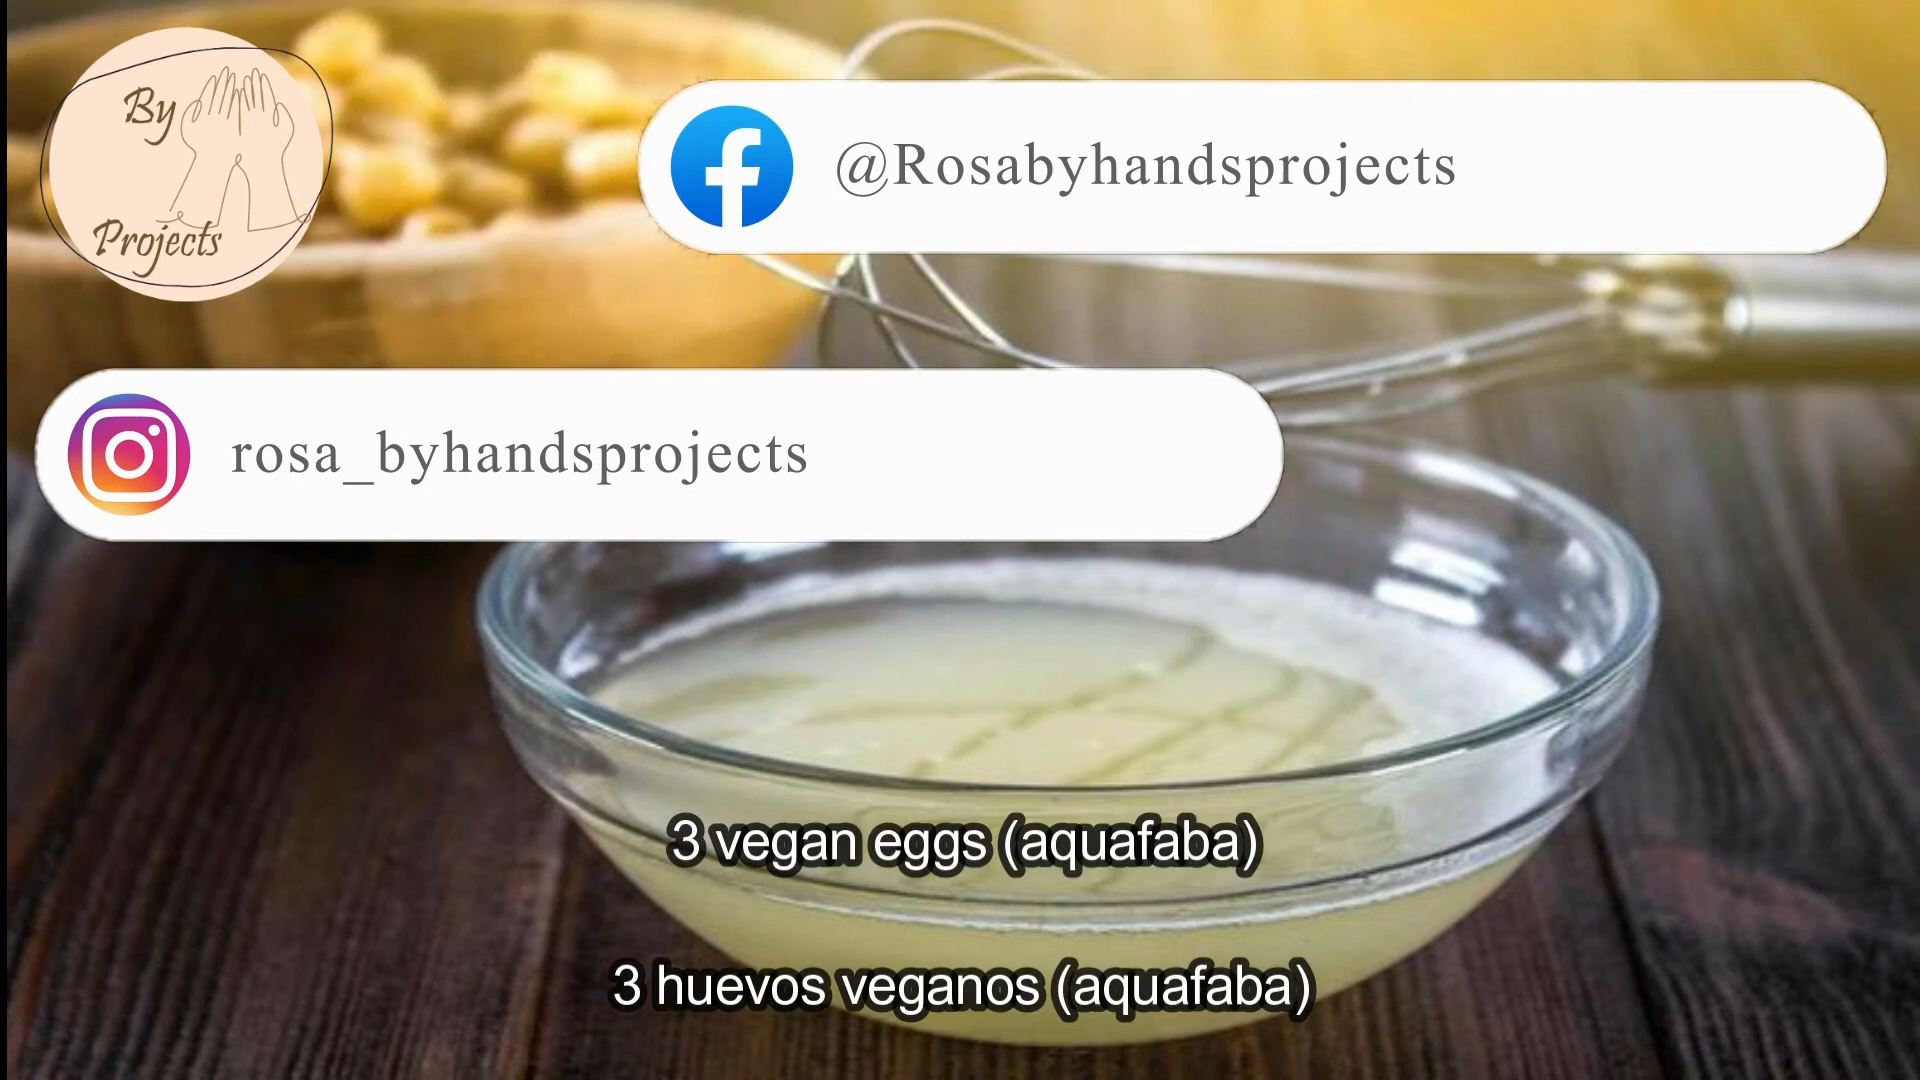 By
Projects
@Rosabyhandsprojects
rosa_byhandsprojects
3 vegan eggs (aquafaba)
3 huevos veganos (aquafaba)